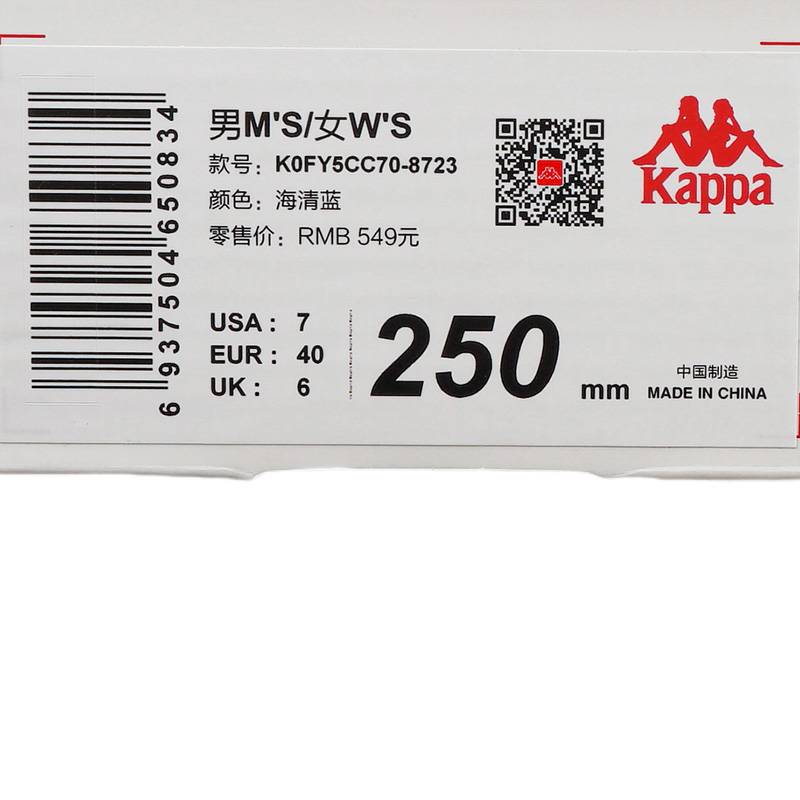 6937504650834
男M'S/女W'S
款号：K0FY5CC70-8723
颜色：海清蓝
零售价：RMB 549元
USA： 7
EUR： 40
UK： 6
250 mm
Kappa
中国制造
MADE IN CHINA